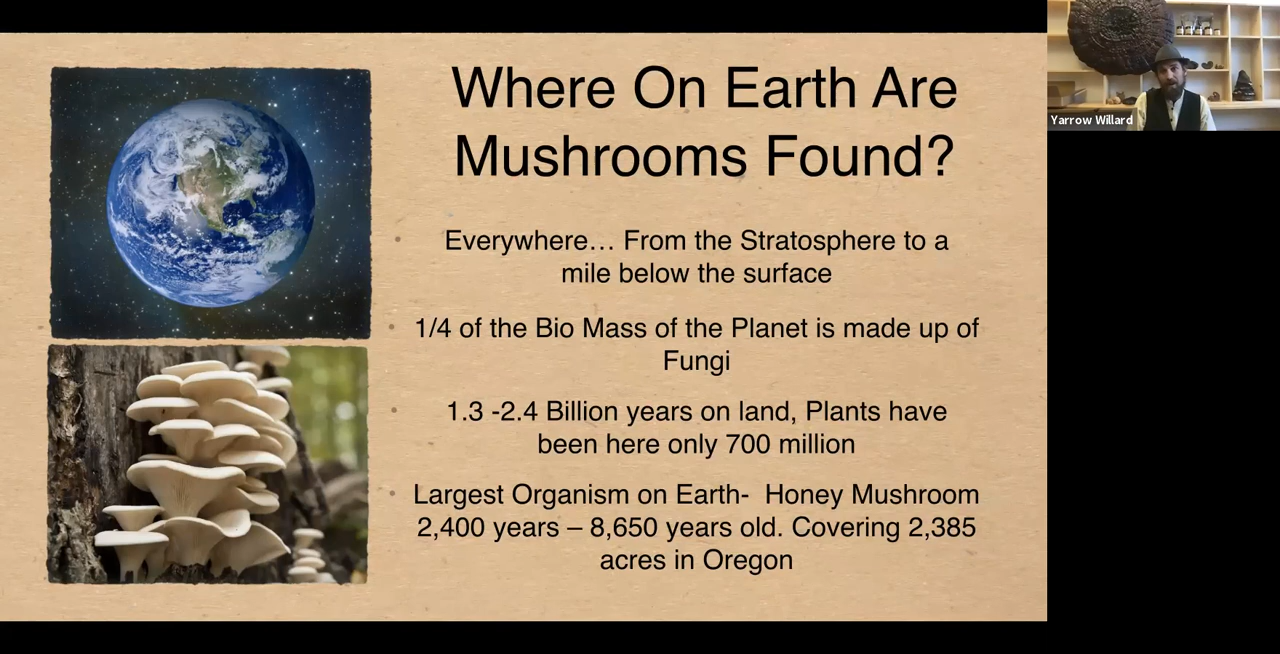 Where On Earth Are
Mushrooms Found?
Everywhere… From the Stratosphere to a
mile below the surface
1/4 of the Bio Mass of the Planet is made up of
Fungi
1.3 -2.4 Billion years on land, Plants have
been here only 700 million
Largest Organism on Earth-  Honey Mushroom
2,400 years – 8,650 years old. Covering 2,385
acres in Oregon
Yarrow Willard